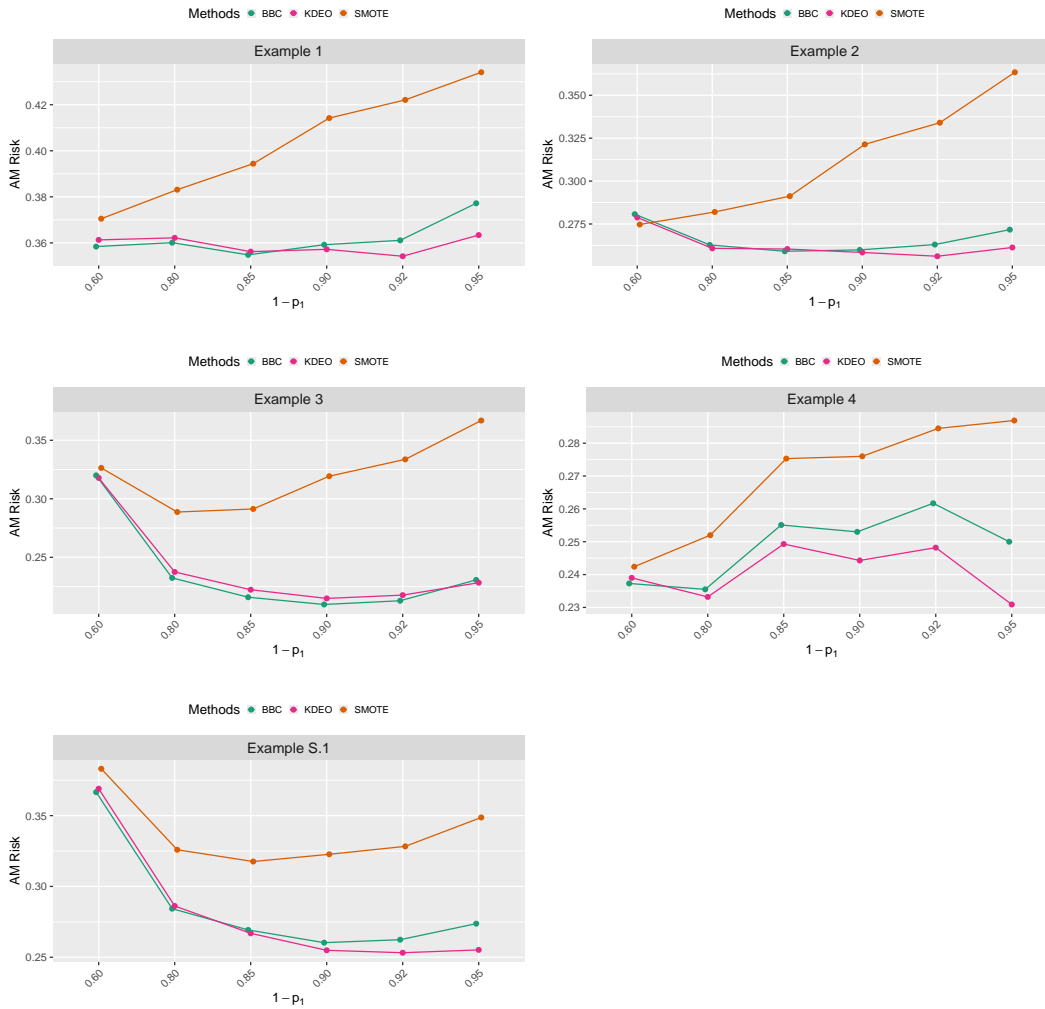 Methods BBC KDEO SMOTE
Example 1
AM Risk
0.42
0.40
0.38
0.36
0.60 0.80 0.85 0.90 0.92 0.95
1 − p1
Methods BBC KDEO SMOTE
Example 2
AM Risk
0.350
0.325
0.300
0.275
0.60 0.80 0.85 0.90 0.92 0.95
1 − p1
Methods BBC KDEO SMOTE
Example 3
AM Risk
0.35
0.30
0.25
0.60 0.80 0.85 0.90 0.92 0.95
1 − p1
Methods BBC KDEO SMOTE
Example 4
AM Risk
0.28
0.27
0.26
0.25
0.24
0.23
0.60 0.80 0.85 0.90 0.92 0.95
1 − p1
Methods BBC KDEO SMOTE
Example S.1
AM Risk
0.35
0.30
0.25
0.60 0.80 0.85 0.90 0.92 0.95
1 − p1